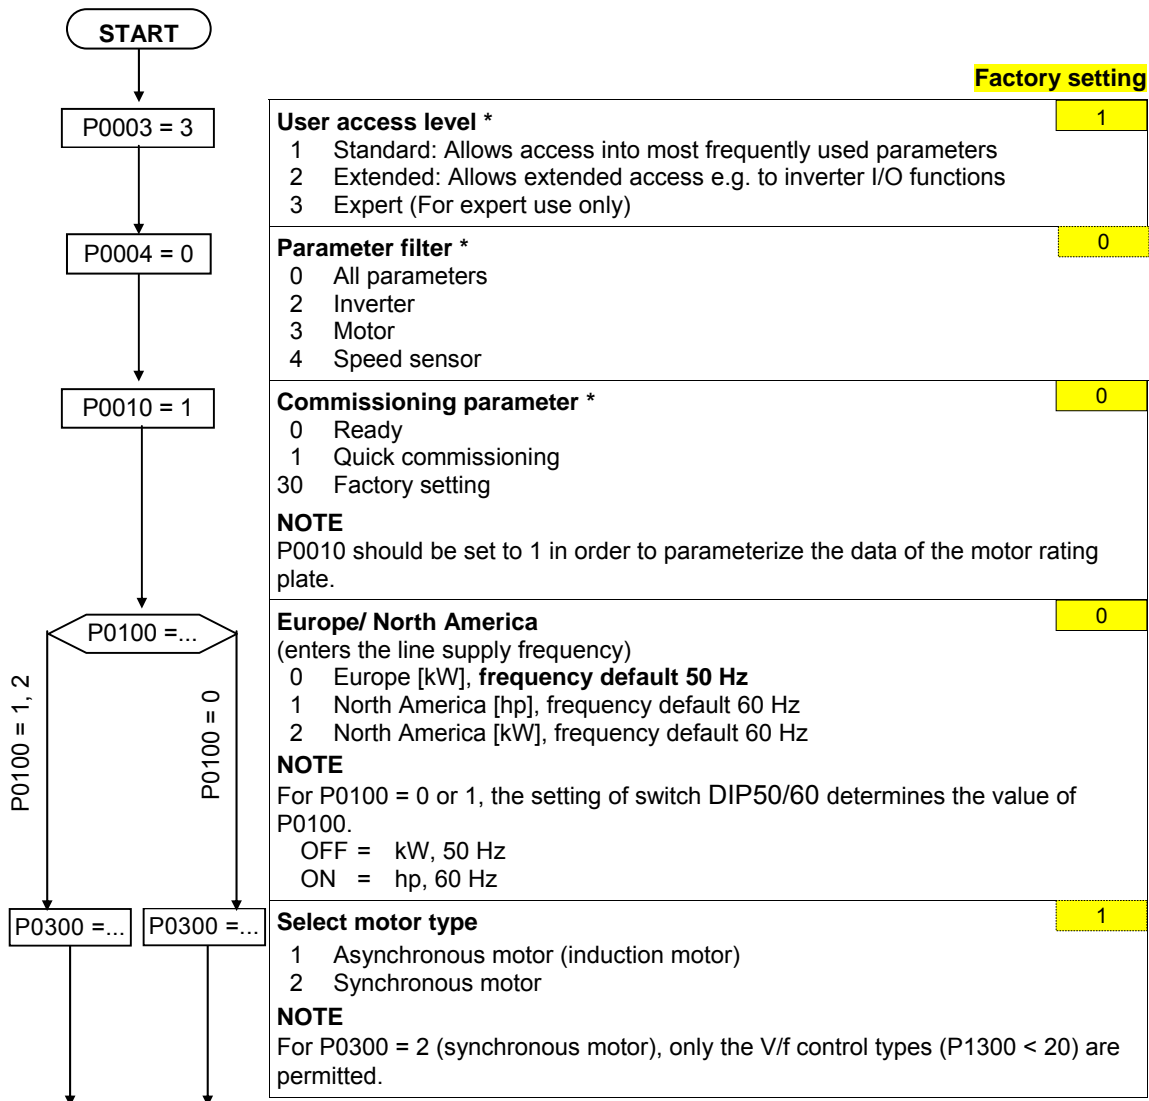 START
Factory setting
P0003 = 3
User access level *
1
1 Standard: Allows access into most frequently used parameters
2 Extended: Allows extended access e.g. to inverter I/O functions
3 Expert (For expert use only)
P0004 = 0
Parameter filter *
0
0 All parameters
2 Inverter
3 Motor
4 Speed sensor
P0010 = 1
Commissioning parameter *
0
0 Ready
1 Quick commissioning
30 Factory setting
NOTE
P0010 should be set to 1 in order to parameterize the data of the motor rating
plate.
P0100 =...
P0100 = 1, 2
P0100 = 0
Europe/ North America
0
(enters the line supply frequency)
0 Europe [kW], frequency default 50 Hz
1 North America [hp], frequency default 60 Hz
2 North America [kW], frequency default 60 Hz
NOTE
For P0100 = 0 or 1, the setting of switch DIP50/60 determines the value of
P0100.
OFF = kW, 50 Hz
ON = hp, 60 Hz
P0300 =...
P0300 =...
Select motor type
1
1 Asynchronous motor (induction motor)
2 Synchronous motor
NOTE
For P0300 = 2 (synchronous motor), only the V/f control types (P1300 < 20) are
permitted.